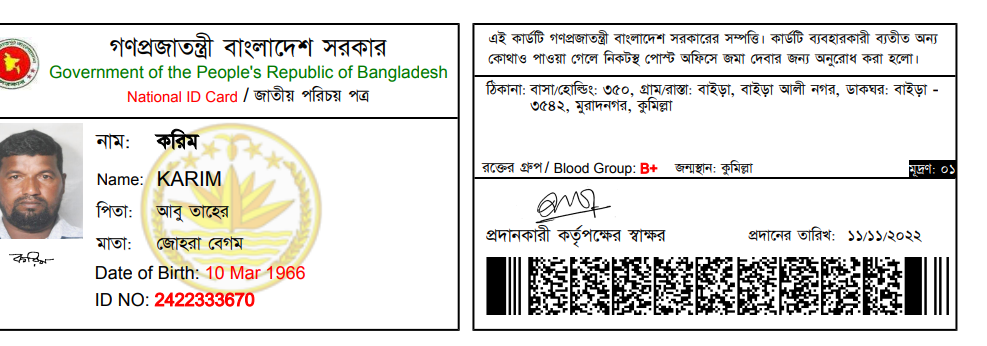 গণপ্রজাতন্ত্রী বাংলাদেশ সরকার
Government of the People's Republic of Bangladesh
National ID Card / জাতীয় পরিচয় পত্র
নাম: করিম
Name: KARIM
পিতা: আবু তাহের
মাতা: জোহরা বেগম
করিম
Date of Birth: 10 Mar 1966
ID NO: 2422333670
এই কার্ডটি গণপ্রজাতন্ত্রী বাংলাদেশ সরকারের সম্পত্তি। কার্ডটি ব্যবহারকারী ব্যতীত অন্য
কোথাও পাওয়া গেলে নিকটস্থ পোস্ট অফিসে জমা দেবার জন্য অনুরোধ করা হলো।
ঠিকানা: বাসা/হোল্ডিং: ৩৫০, গ্রাম/রাস্তা: বাইড়া, বাইড়া আলী নগর, ডাকঘর: বাইড়া -
৩৫৪২, মুরাদনগর, কুমিল্লা
রক্তের গ্রুপ / Blood Group: B+ জন্মস্থান: কুমিল্লা মূদ্রণ: ০১
প্রদানকারী কর্তৃপক্ষের স্বাক্ষর প্রদানের তারিখ: ১১/১১/২০২২